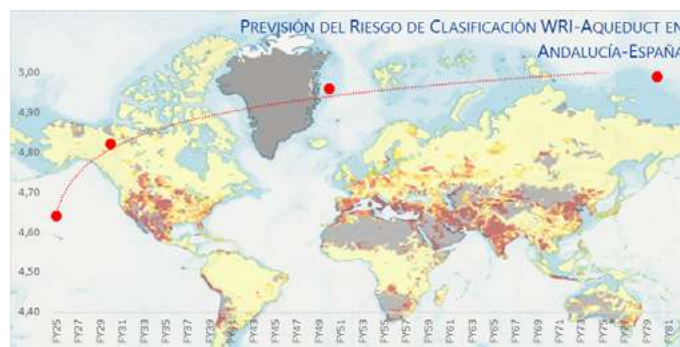 PREVISIÓN DEL RIESGO DE CLASIFICACIÓN WRI-AQUEDUCT EN
ANDALUCÍA-ESPAÑA
5,00
4,90
4,80
4,70
4,60
4,50
4,40
FY25
FY27
FY29
FY31
FY33
FY35
FY37
FY39
FY41
FY43
FY45
FY47
FY49
FY51
FY53
FY55
FY57
FY59
FY61
FY63
FY65
FY67
FY69
FY71
FY73
FY75
FY77
FY79
FY81